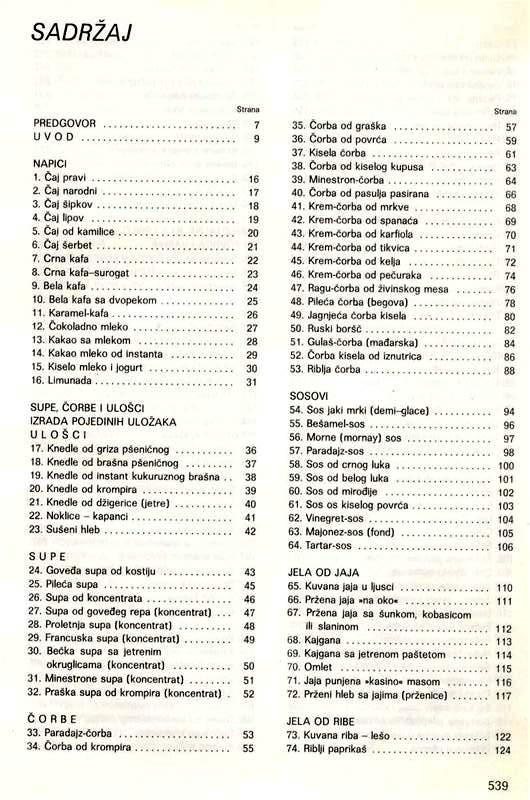 SADRŽAJ
Strana
PREDGOVOR ........................ 7
U V O D ............................ 9
NAPICI
1. Čaj pravi ........................ 16
2. Čaj narodni ...................... 17
3. Čaj šipkov ....................... 18
4. Čaj lipov ........................ 19
5. Čaj od kamilice .................. 20
6. Čaj šerbet ....................... 21
7. Crna kafa ........................ 22
8. Crna kafa–surogat ................ 23
9. Bela kafa ........................ 24
10. Bela kafa sa dvopekom ........... 25
11. Karamel-kafa .................... 26
12. Čokoladno mleko ................. 27
13. Kakao sa mlekom ................. 28
14. Kakao mleko od instanta ......... 29
15. Kiselo mleko i jogurt ........... 30
16. Limunada ........................ 31
SUPE, ČORBE I ULOŠCI
IZRADA POJEDINIH ULOŽAKA
U L O Š C I
17. Knedle od griza pšeničnog ....... 36
18. Knedle od brašna pšeničnog ...... 37
19. Knedle od instant kukuruznog brašna .. 38
20. Knedle od krompira .............. 39
21. Knedle od džigerice (jetre) ..... 40
22. Noklice – kapanci ............... 41
23. Sušeni hleb ..................... 42
S U P E
24. Goveđa supa od kostiju .......... 43
25. Pileća supa ..................... 45
26. Supa od koncentrata ............. 46
27. Supa od goveđeg repa (koncentrat) ... 47
28. Proletnja supa (koncentrat) ..... 48
29. Francuska supa (koncentrat) ..... 49
30. Bečka supa sa jetrenim
okruglicama (koncentrat) ............ 50
31. Minestrone supa (koncentrat) .... 51
32. Praška supa od krompira (koncentrat) . 52
Č O R B E
33. Paradajz-čorba .................. 53
34. Čorba od krompira ............... 55
Strana
35. Čorba od graška ................. 57
36. Čorba od povrća ................. 59
37. Kisela čorba .................... 61
38. Čorba od kiselog kupusa ......... 63
39. Minestron-čorba ................. 64
40. Čorba od pasulja pasirana ....... 66
41. Krem-čorba od mrkve ............. 68
42. Krem-čorba od spanaća ........... 69
43. Krem-čorba od karfiola .......... 70
44. Krem-čorba od tikvica ........... 71
45. Krem-čorba od kelja ............. 72
46. Krem-čorba od pečuraka .......... 74
47. Ragu-čorba od živinskog mesa .... 76
48. Pileća čorba (begova) ........... 78
49. Jagnjeća čorba kisela ........... 80
50. Ruski boršč ..................... 82
51. Gulaš-čorba (mađarska) .......... 84
52. Čorba kisela od iznutrica ....... 86
53. Riblja čorba .................... 88
SOSOVI
54. Sos jaki mrki (demi–glace) ...... 94
55. Bešamel-sos ..................... 96
56. Morne (mornay) sos .............. 97
57. Paradajz-sos .................... 98
58. Sos od crnog luka ............... 100
59. Sos od belog luka ............... 101
60. Sos od mirođije ................. 102
61. Sos os kiselog povrća ........... 103
62. Vinegret-sos .................... 104
63. Majonez-sos (fond) .............. 105
64. Tartar-sos ...................... 106
JELA OD JAJA
65. Kuvana jaja u ljusci ............ 110
66. Pržena jaja »na oko« ............ 111
67. Pržena jaja sa šunkom, kobasicom
ili slaninom ........................ 112
68. Kajgana ......................... 113
69. Kajgana sa jetrenom paštetom .... 114
70. Omlet ........................... 115
71. Jaja punjena »kasino« masom ..... 116
72. Prženi hleb sa jajima (prženice) ... 117
JELA OD RIBE
73. Kuvana riba – lešo .............. 122
74. Riblji paprikaš ................. 124
539